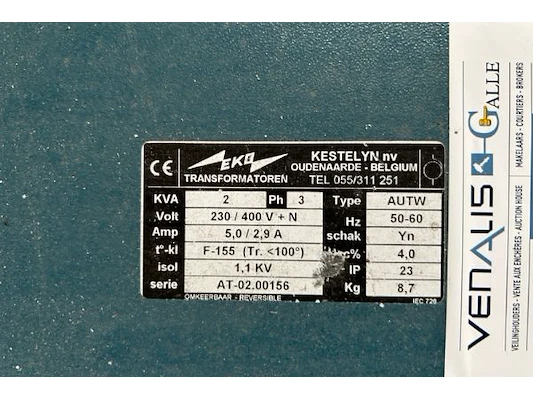 CE
EKO
TRANSFORMATOREN
KESTELYN nv
OUDENAARDE - BELGIUM
TEL 055/311 251
KVA 2 Ph 3 Type AUTW
Volt 230 / 400 V + N Hz 50-60
Amp 5,0 / 2,9 A schak Yn
t°-kl F-155 (Tr. <100°) % 4,0
isol 1,1 KV IP 23
serie AT-02.00156 Kg 8,7
OMKEERBAAR - REVERSIBLE IEC 726
VENALIS
GALLE
VEILINGHOUDERS - VENTE AUX ENCHÈRES - AUCTION HOUSE
MAKELAARS - COURTIERS - BROKERS